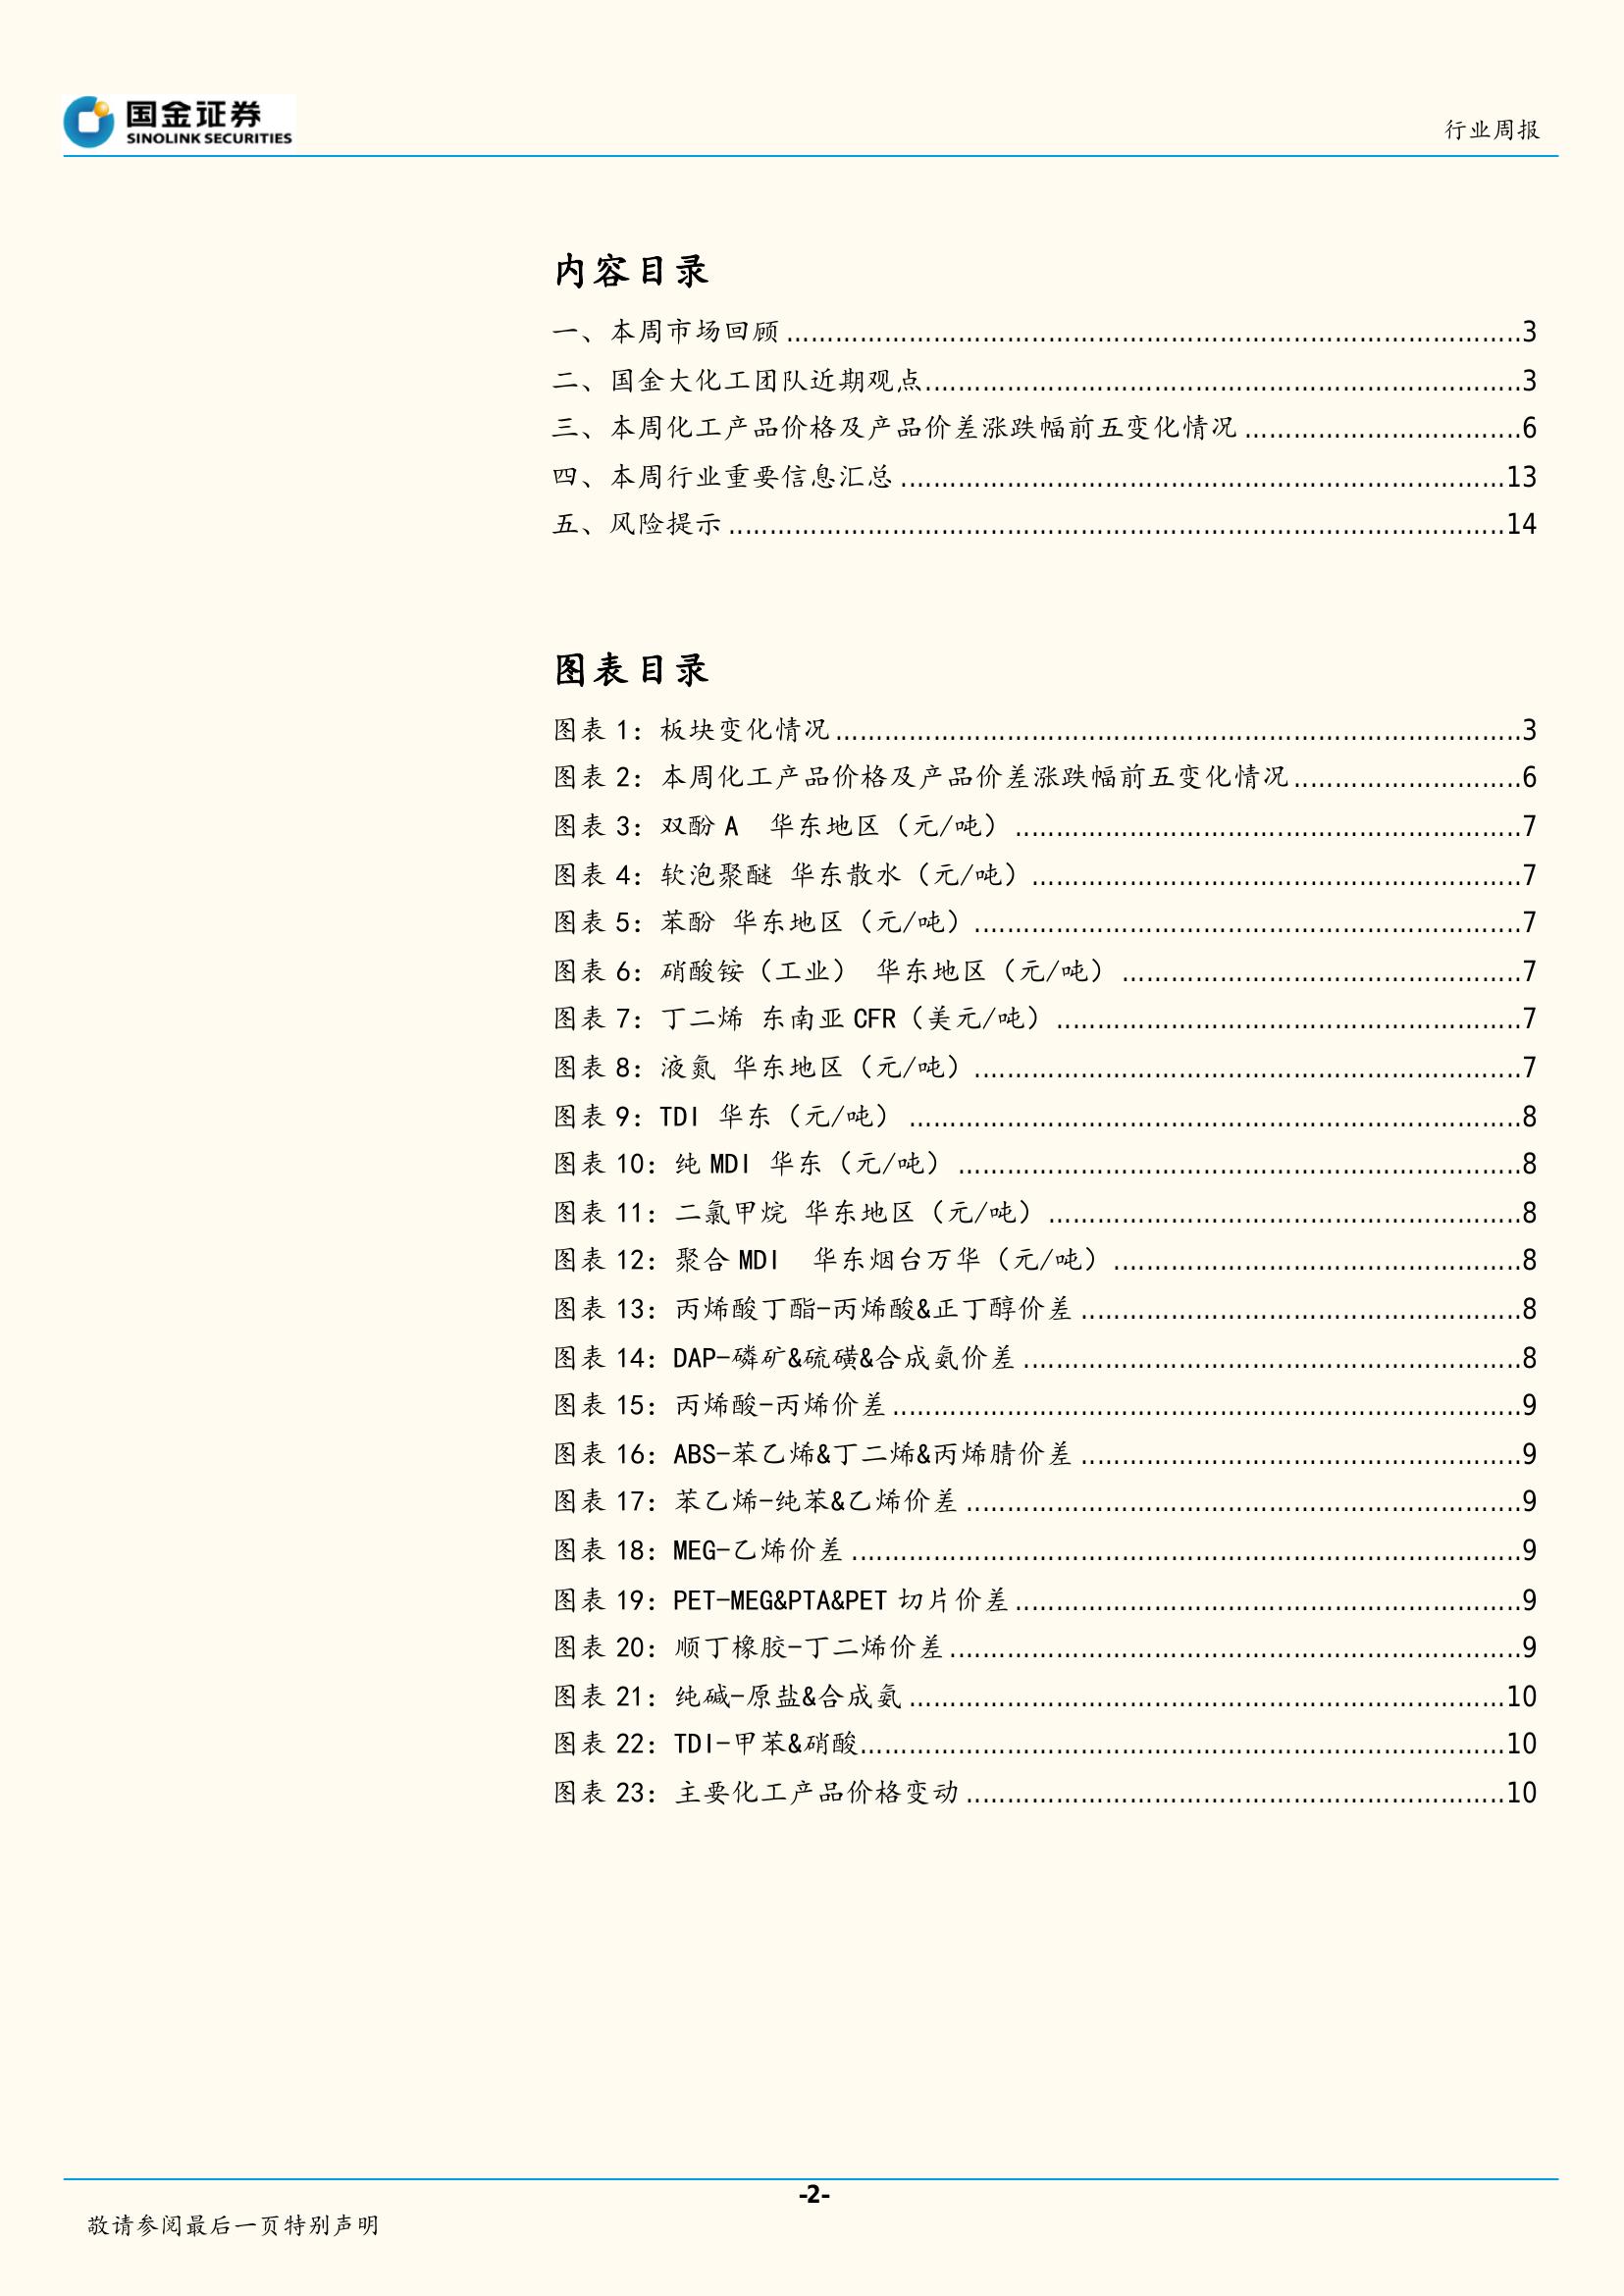 国金证券
SINOLINK SECURITIES
行业周报
内容目录
一、本周市场回顾3
二、国金大化工团队近期观点3
三、本周化工产品价格及产品价差涨跌幅前五变化情况6
四、本周行业重要信息汇总13
五、风险提示14
图表目录
图表 1：板块变化情况3
图表 2：本周化工产品价格及产品价差涨跌幅前五变化情况6
图表 3：双酚 A 华东地区（元/吨）7
图表 4：软泡聚醚 华东散水（元/吨）7
图表 5：苯酚 华东地区（元/吨）7
图表 6：硝酸铵（工业） 华东地区（元/吨）7
图表 7：丁二烯 东南亚 CFR（美元/吨）7
图表 8：液氮 华东地区（元/吨）7
图表 9：TDI 华东（元/吨）8
图表 10：纯 MDI 华东（元/吨）8
图表 11：二氯甲烷 华东地区（元/吨）8
图表 12：聚合 MDI 华东烟台万华（元/吨）8
图表 13：丙烯酸丁酯-丙烯酸&正丁醇价差8
图表 14：DAP-磷矿&硫磺&合成氨价差8
图表 15：丙烯酸-丙烯价差9
图表 16：ABS-苯乙烯&丁二烯&丙烯腈价差9
图表 17：苯乙烯-纯苯&乙烯价差9
图表 18：MEG-乙烯价差9
图表 19：PET-MEG&PTA&PET 切片价差9
图表 20：顺丁橡胶-丁二烯价差9
图表 21：纯碱-原盐&合成氨10
图表 22：TDI-甲苯&硝酸10
图表 23：主要化工产品价格变动10
-2-
敬请参阅最后一页特别声明